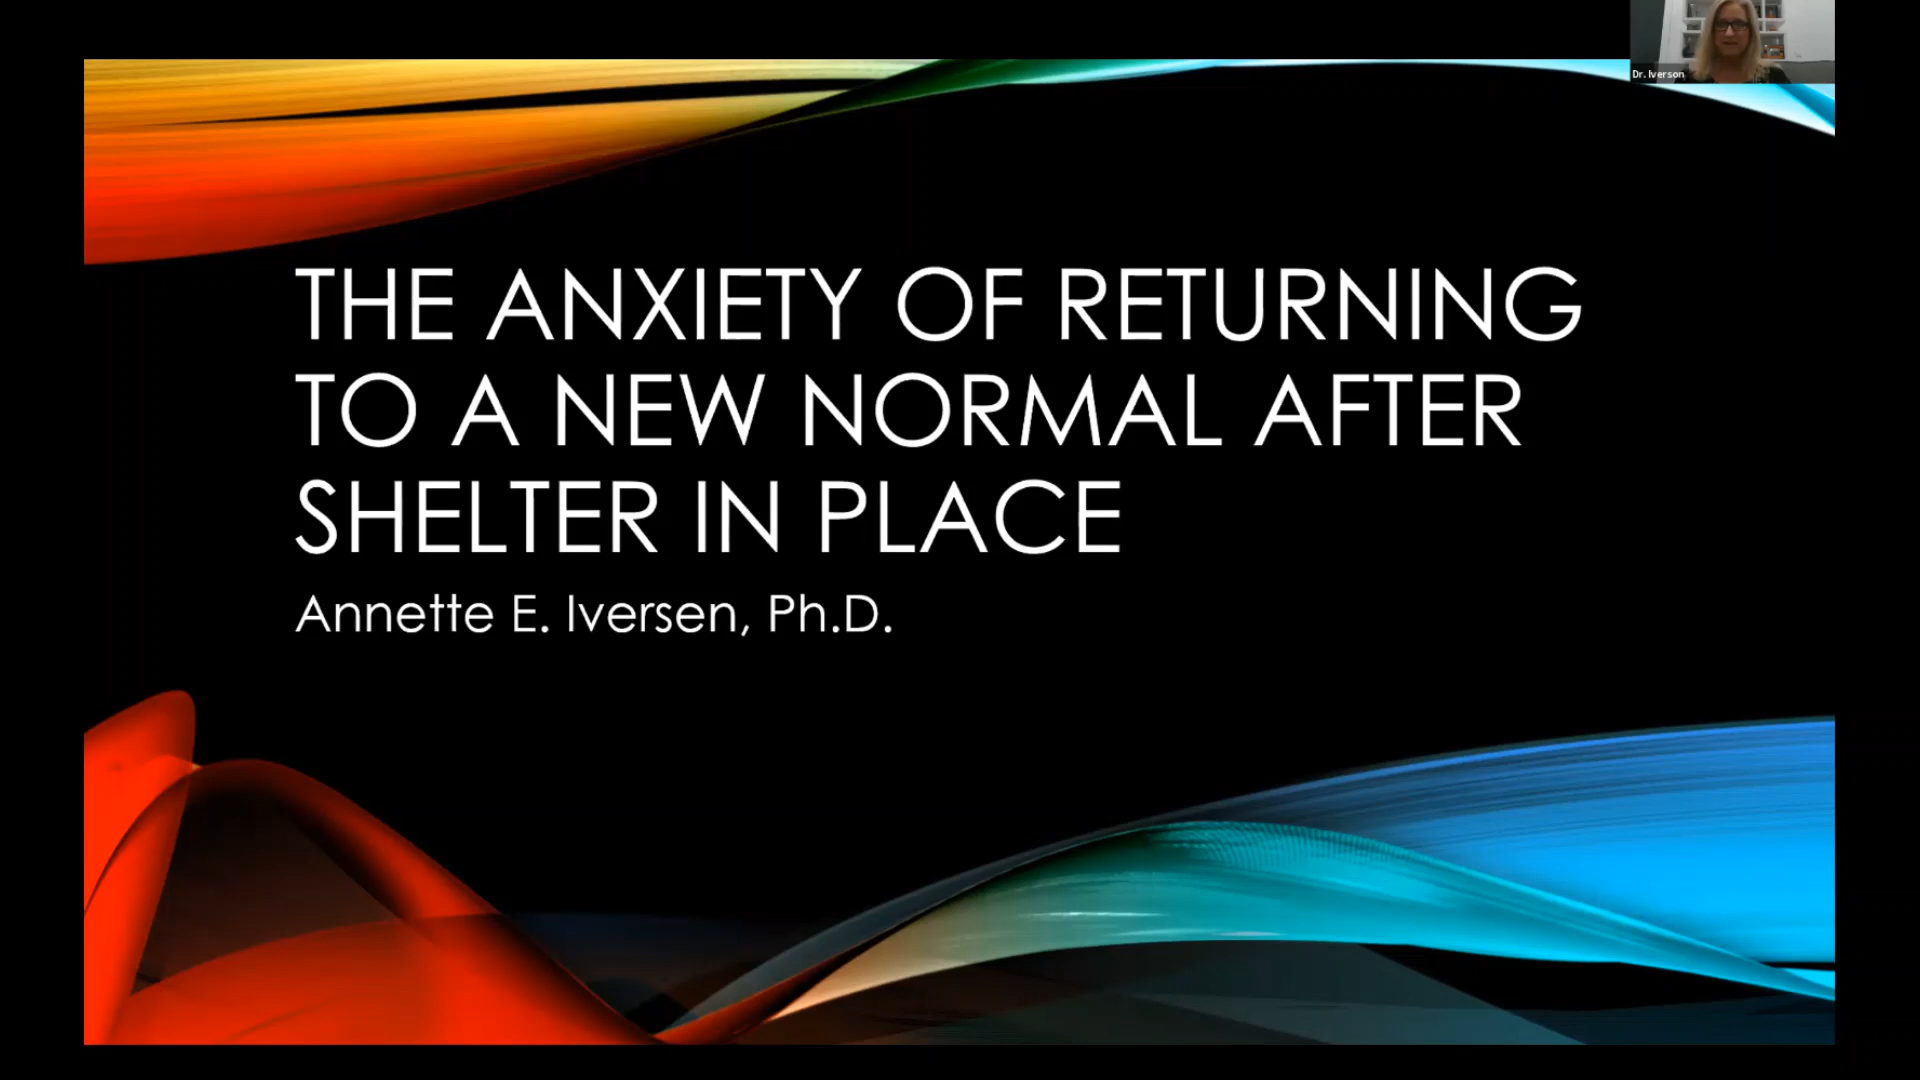 Dr. Iverson
THE ANXIETY OF RETURNING
TO A NEW NORMAL AFTER
SHELTER IN PLACE
Annette E. Iversen, Ph.D.